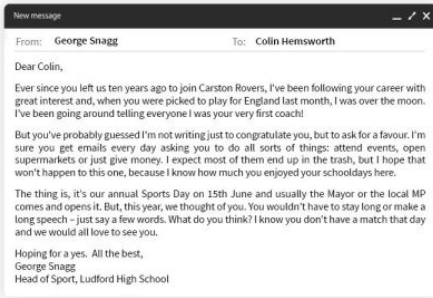 New message
From: George Snagg To: Colin Hemsworth
Dear Colin,
Ever since you left us ten years ago to join Carston Rovers, I've been following your career with
great interest and, when you were picked to play for England last month, I was over the moon.
I've been going around telling everyone I was your very first coach!
But you've probably guessed I'm not writing just to congratulate you, but to ask for a favour. I'm
sure you get emails every day asking you to do all sorts of things: attend events, open
supermarkets or just give money. I expect most of them end up in the trash, but I hope that
won't happen to this one, because I know how much you enjoyed your schooldays here.
The thing is, it's our annual Sports Day on 15th June and usually the Mayor or the local MP
comes and opens it. But, this year, we thought of you. You wouldn't have to stay long or make a
long speech – just say a few words. What do you think? I know you don't have a match that day
and we would all love to see you.
Hoping for a yes. All the best,
George Snagg
Head of Sport, Ludford High School